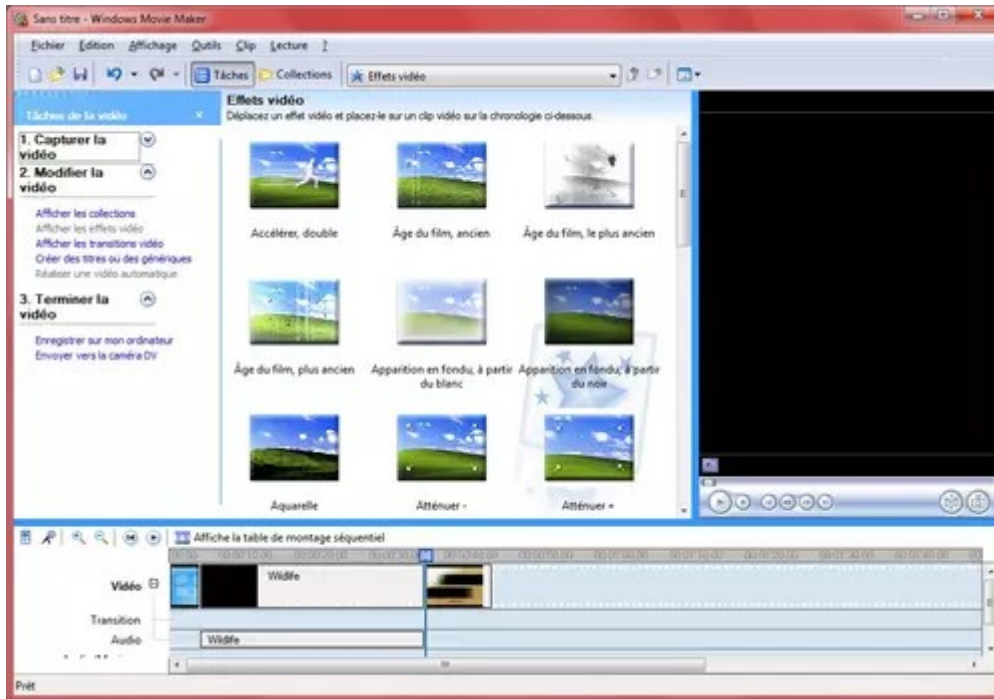 Sans titre - Windows Movie Maker
Fichier Edition Affichage Outils Clip Lecture ?
Tâches Collections Effets vidéo
Tâches de la vidéo
Effets vidéo
Déplacez un effet vidéo et placez-le sur un clip vidéo sur la chronologie ci-dessous.
1. Capturer la
vidéo
2. Modifier la
vidéo
Afficher les collections
Afficher les effets vidéo
Afficher les transitions vidéo
Créer des titres ou des génériques
Réaliser une vidéo automatique
3. Terminer la
vidéo
Enregistrer sur mon ordinateur
Envoyer vers la caméra DV
Accélérer, double
Âge du film, ancien
Âge du film, le plus ancien
Âge du film, plus ancien
Apparition en fondu, à partir
du blanc
Apparition en fondu, à partir
du noir
Aquarelle
Atténuer -
Atténuer +
Affiche la table de montage séquentiel
Vidéo
Wildlife
Transition
Audio
Wildlife
Prêt